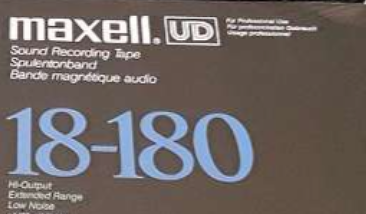 maxell. UD
For Professional Use
Für professionellen Gebrauch
Usage professionnel
Sound Recording Tape
Spulentonband
Bande magnétique audio
18-180
Hi-Output
Extended Range
Low Noise